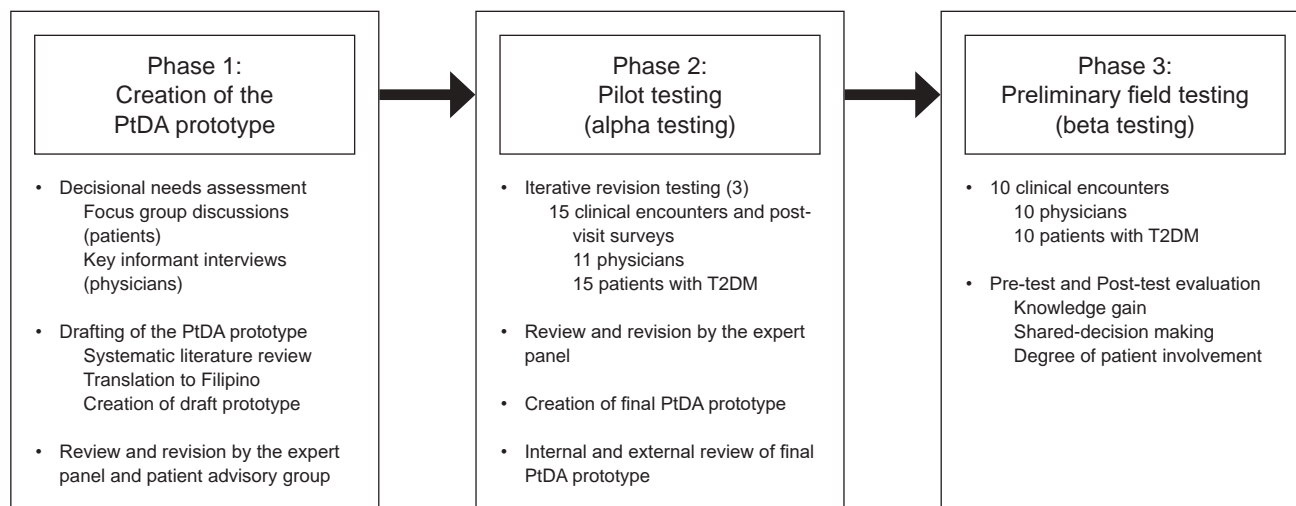 Phase 1:
Creation of the
PtDA prototype
• Decisional needs assessment
Focus group discussions
(patients)
Key informant interviews
(physicians)
• Drafting of the PtDA prototype
Systematic literature review
Translation to Filipino
Creation of draft prototype
• Review and revision by the expert
panel and patient advisory group
Phase 2:
Pilot testing
(alpha testing)
• Iterative revision testing (3)
15 clinical encounters and post-
visit surveys
11 physicians
15 patients with T2DM
• Review and revision by the expert
panel
• Creation of final PtDA prototype
• Internal and external review of final
PtDA prototype
Phase 3:
Preliminary field testing
(beta testing)
• 10 clinical encounters
10 physicians
10 patients with T2DM
• Pre-test and Post-test evaluation
Knowledge gain
Shared-decision making
Degree of patient involvement